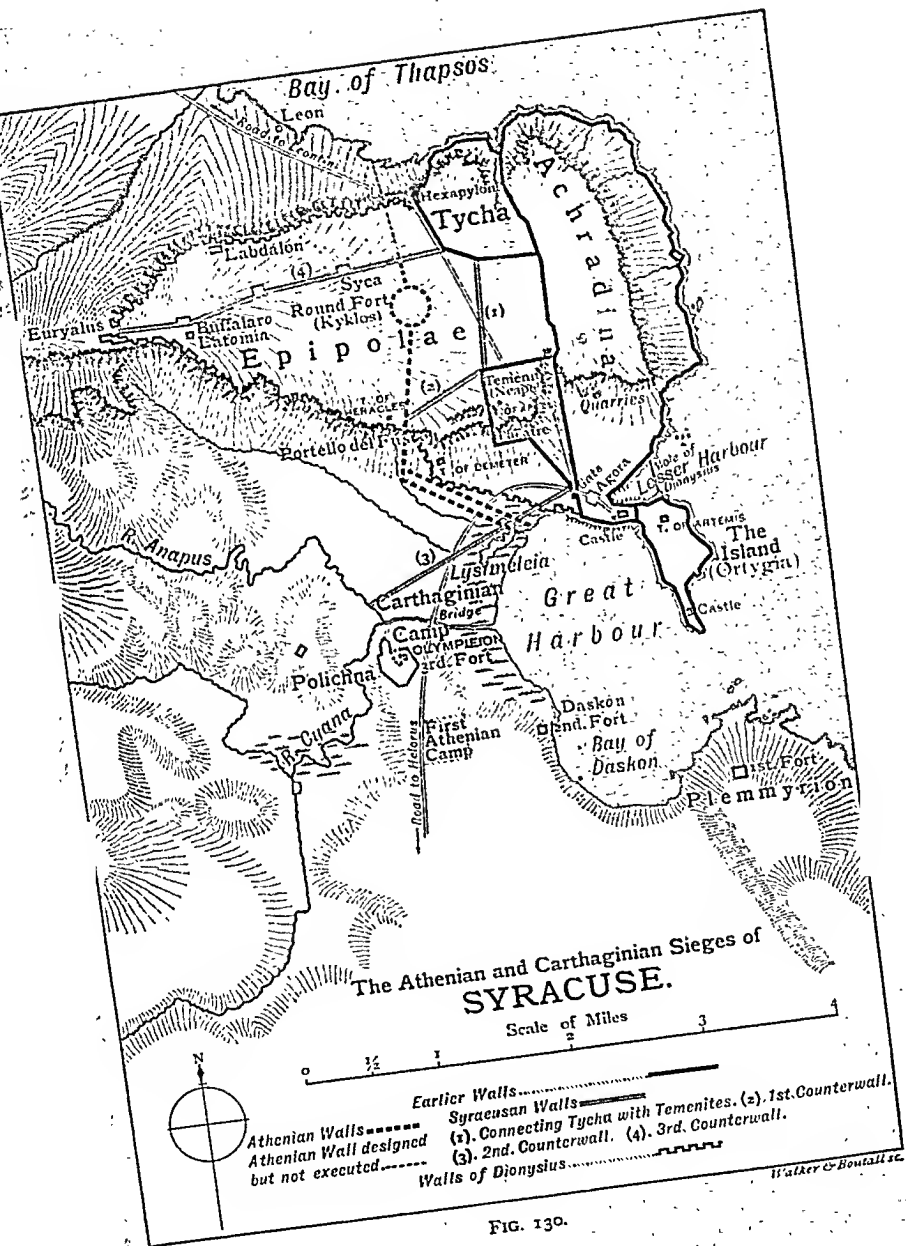 Bay of Thapsos
Leon
Road to
Hexapylon
Tycha
Achradina
Labdalon
(4)
Syca
Round Fort
(Kyklos)
(1)
Euryalus
Buffalaro
Latomia
Epipolae
(2)
T. OF
HERACLES
Temenites
Quarries
Portello del Fusco
T. OF DEMETER
Gate
Agora
Mole of
Dionysius
Lesser Harbour
Castle
T. OF ARTEMIS
The
Island
(Ortygia)
Castle
R. Anapus
(3)
Lysimeleia
Carthaginian
Camp
Bridge
Great
Harbour
OLYMPIEION
3rd. Fort
Polichna
R. Cyana
First
Athenian
Camp
Road to Helorus
Daskon
2nd. Fort
Bay of
Daskon
1st. Fort
Plemmyrion
The Athenian and Carthaginian Sieges of
SYRACUSE.
Scale of Miles
0 ½ 1 2 3 4
N
Earlier Walls
Athenian Walls
Syracusan Walls
Athenian Wall designed
but not executed
(1). Connecting Tycha with Temenites. (2). 1st. Counterwall.
(3). 2nd. Counterwall. (4). 3rd. Counterwall.
Walls of Dionysius
Walker & Boutall sc.
FIG. 130.